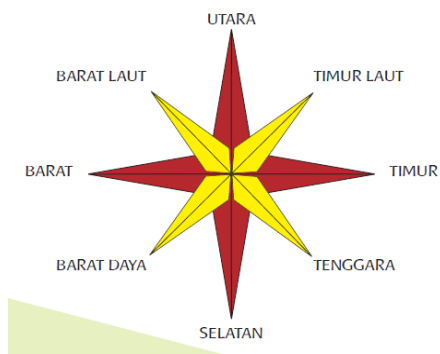 UTARA
BARAT LAUT
TIMUR LAUT
BARAT
TIMUR
BARAT DAYA
TENGGARA
SELATAN